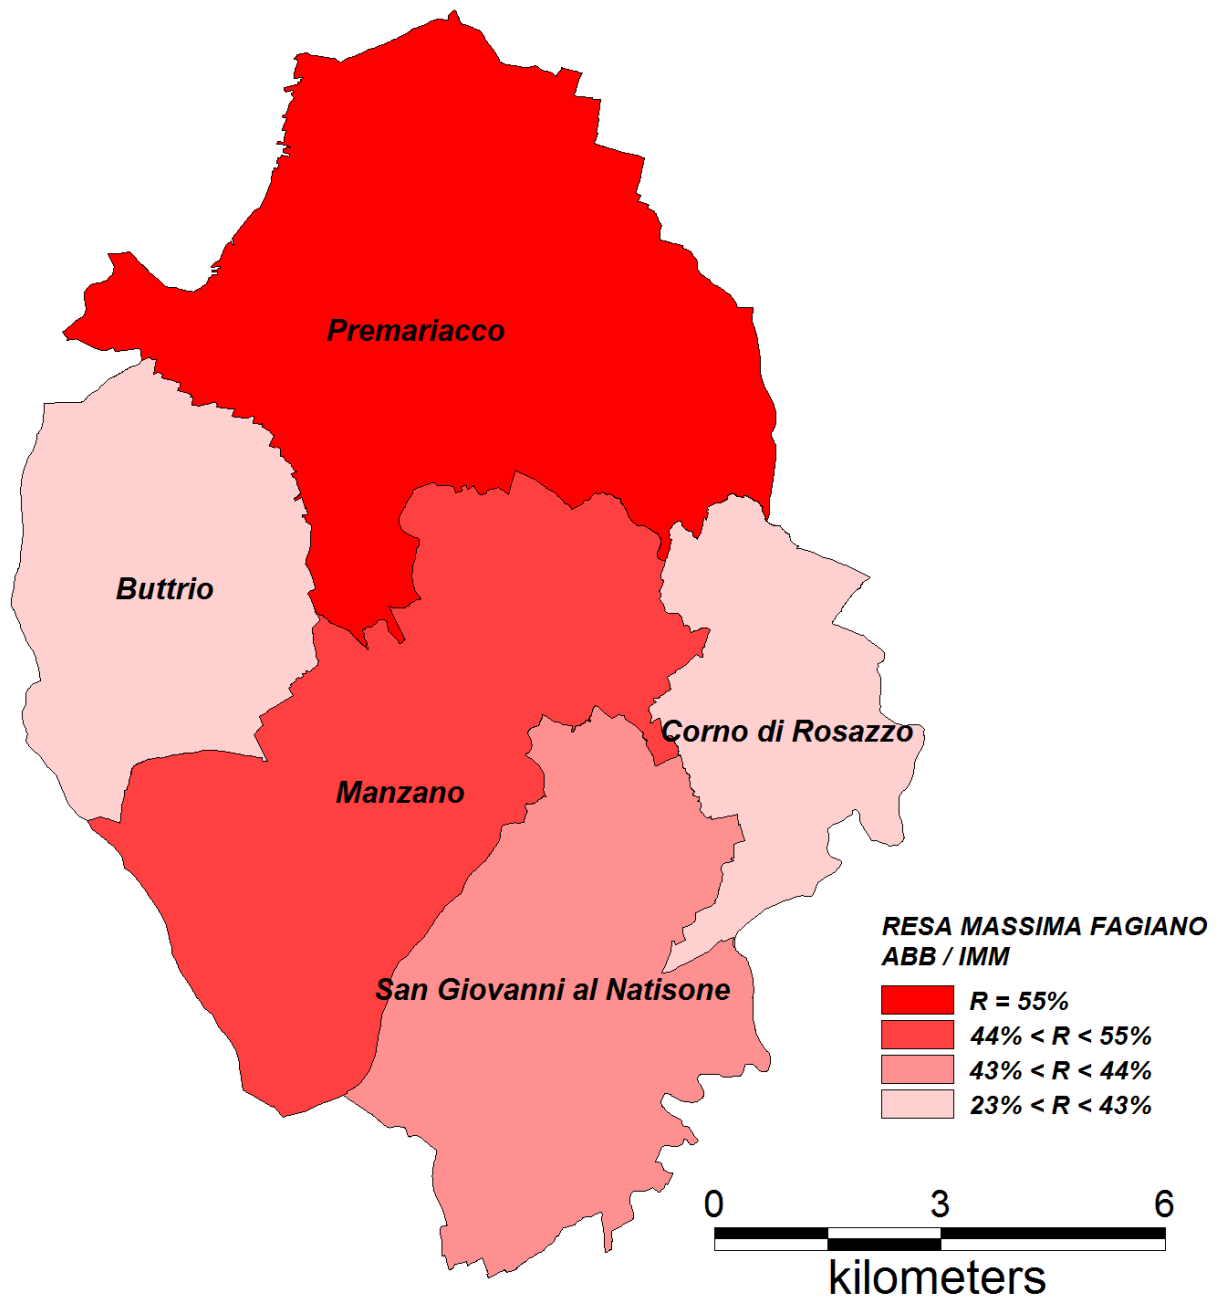 Premariacco
Buttrio
Corno di Rosazzo
Manzano
San Giovanni al Natisone
RESA MASSIMA FAGIANO
ABB / IMM
R = 55%
44% < R < 55%
43% < R < 44%
23% < R < 43%
0 3 6
kilometers